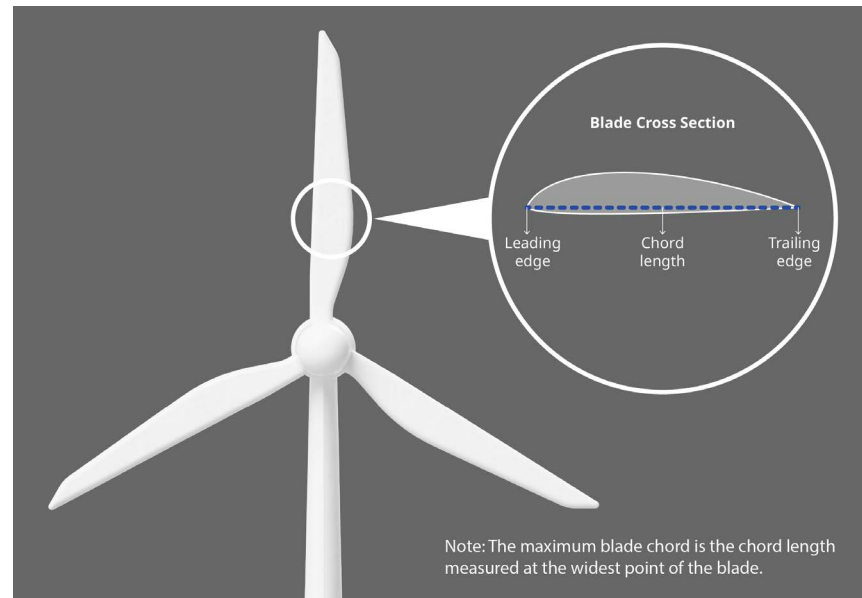 Blade Cross Section
Leading
edge
Chord
length
Trailing
edge
Note: The maximum blade chord is the chord length
measured at the widest point of the blade.